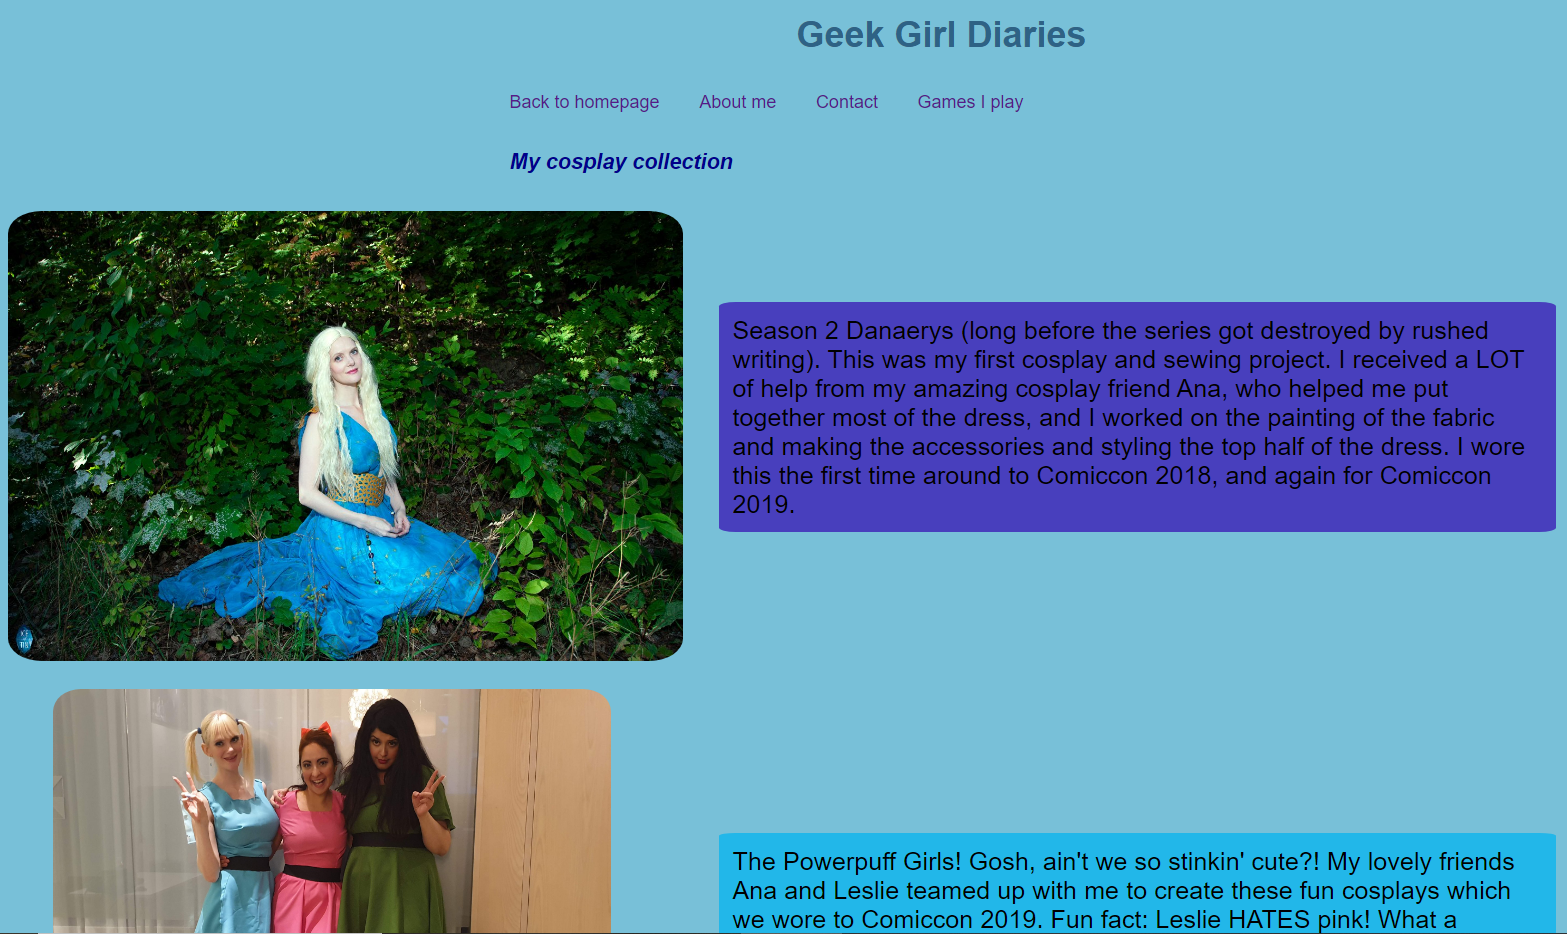 Geek Girl Diaries
Back to homepage About me Contact Games I play
My cosplay collection
Season 2 Danaerys (long before the series got destroyed by rushed
writing). This was my first cosplay and sewing project. I received a LOT
of help from my amazing cosplay friend Ana, who helped me put
together most of the dress, and I worked on the painting of the fabric
and making the accessories and styling the top half of the dress. I wore
this the first time around to Comiccon 2018, and again for Comiccon
2019.
The Powerpuff Girls! Gosh, ain't we so stinkin' cute?! My lovely friends
Ana and Leslie teamed up with me to create these fun cosplays which
we wore to Comiccon 2019. Fun fact: Leslie HATES pink! What a